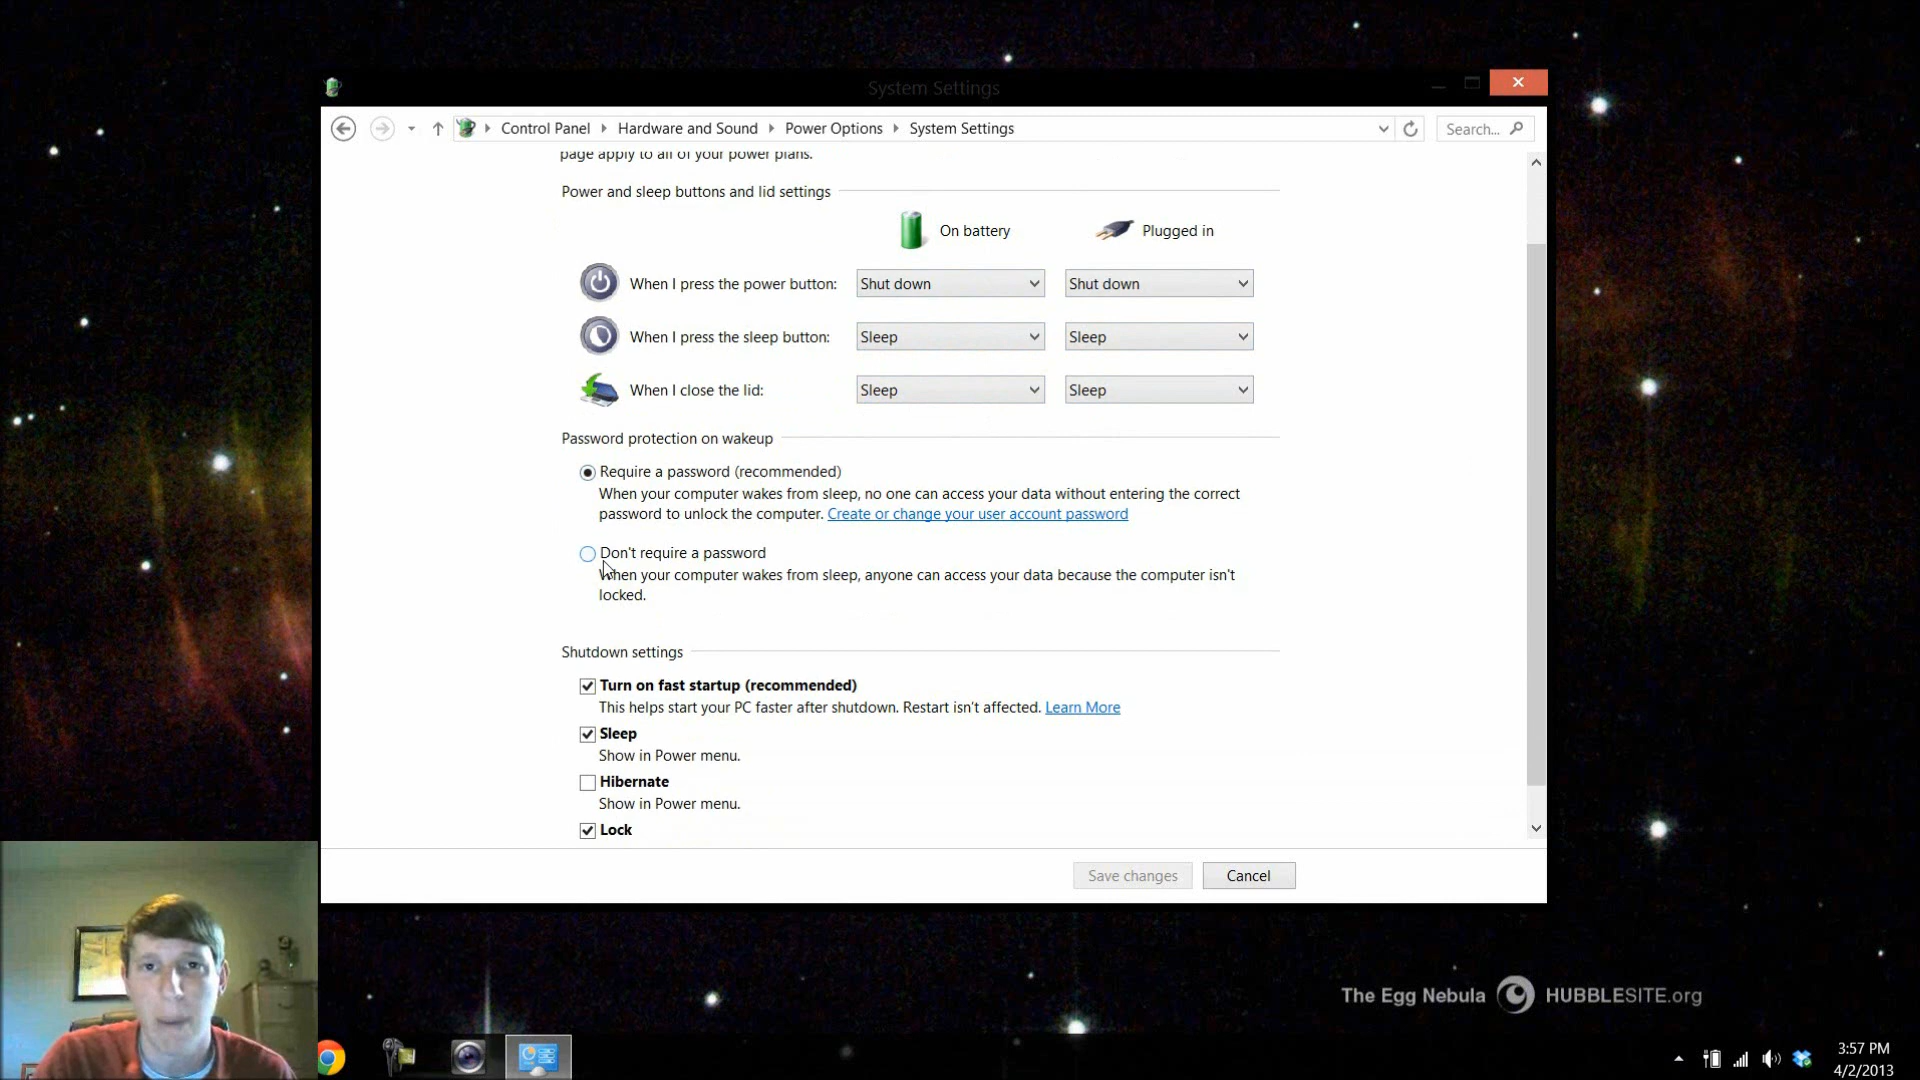 System Settings
Control Panel Hardware and Sound Power Options System Settings
Search...
page apply to all of your power plans.
Power and sleep buttons and lid settings
On battery Plugged in
When I press the power button: Shut down Shut down
When I press the sleep button: Sleep Sleep
When I close the lid: Sleep Sleep
Password protection on wakeup
Require a password (recommended)
When your computer wakes from sleep, no one can access your data without entering the correct
password to unlock the computer. Create or change your user account password
Don't require a password
When your computer wakes from sleep, anyone can access your data because the computer isn't
locked.
Shutdown settings
Turn on fast startup (recommended)
This helps start your PC faster after shutdown. Restart isn't affected. Learn More
Sleep
Show in Power menu.
Hibernate
Show in Power menu.
Lock
Save changes Cancel
The Egg Nebula HUBBLESITE.org
3:57 PM
4/2/2013